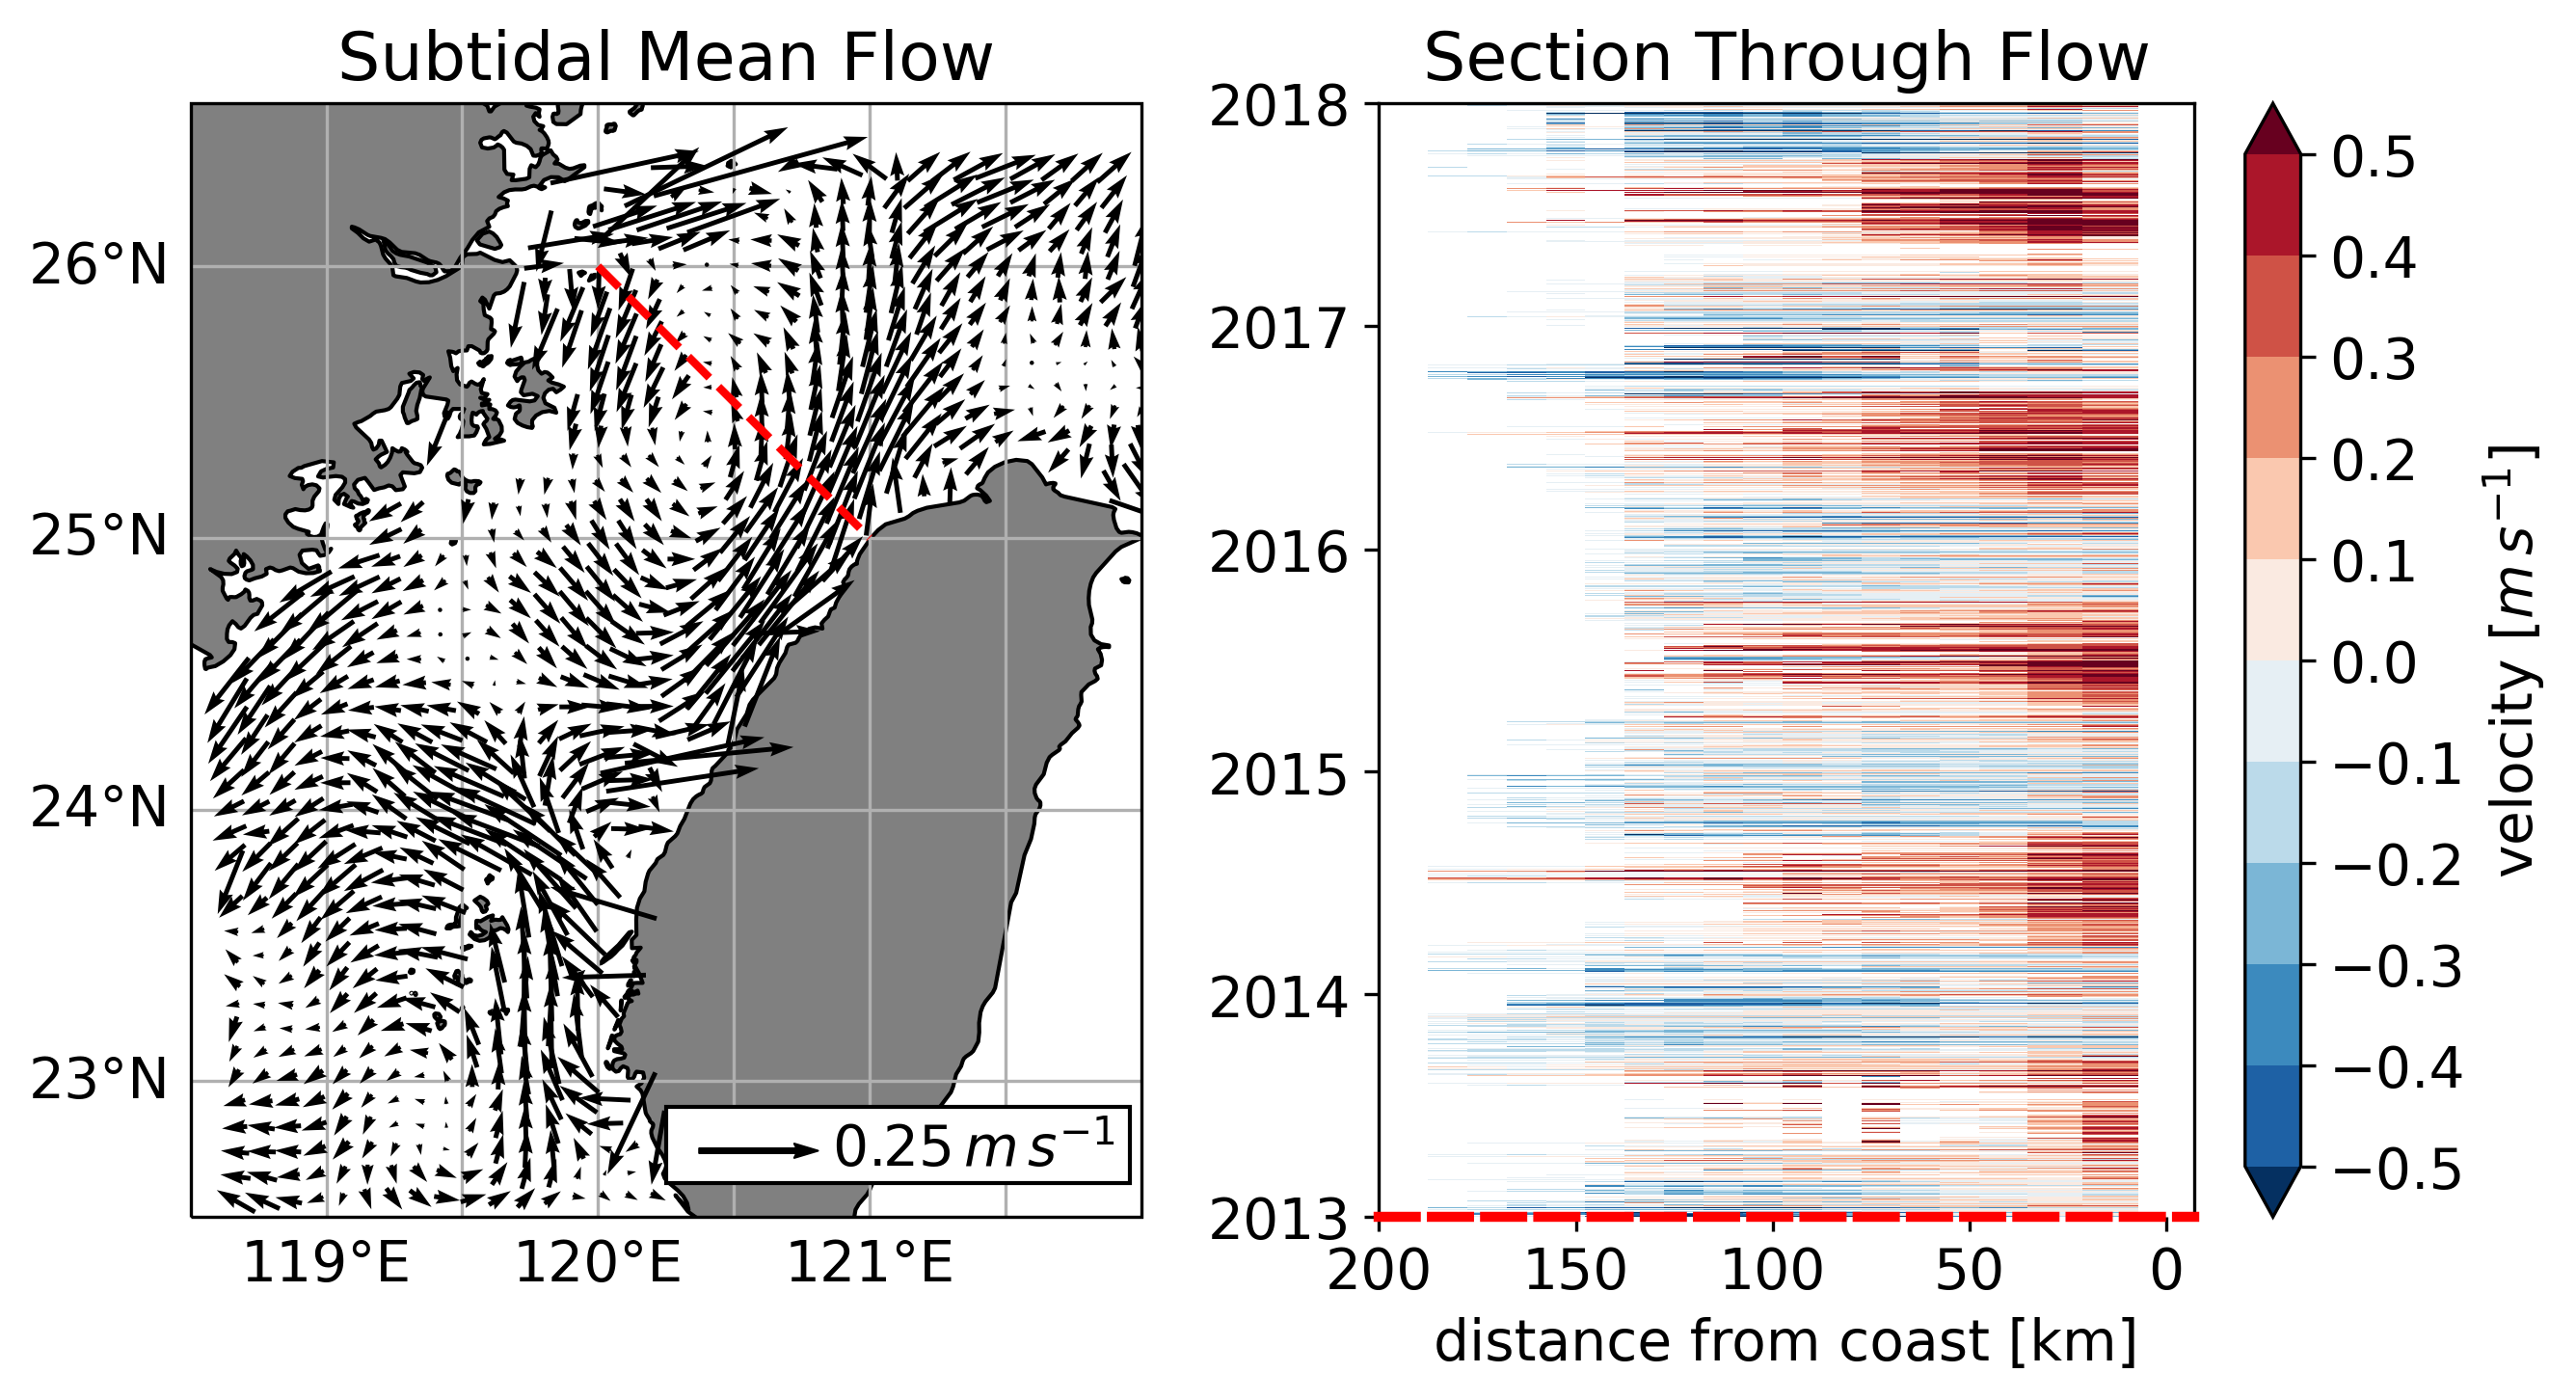 Subtidal Mean Flow
26°N
25°N
24°N
23°N
119°E 120°E 121°E
0.25 m s⁻¹
Section Through Flow
2018
2017
2016
2015
2014
2013
200 150 100 50 0
distance from coast [km]
0.5
0.4
0.3
0.2
0.1
0.0
−0.1
−0.2
−0.3
−0.4
−0.5
velocity [m s⁻¹]